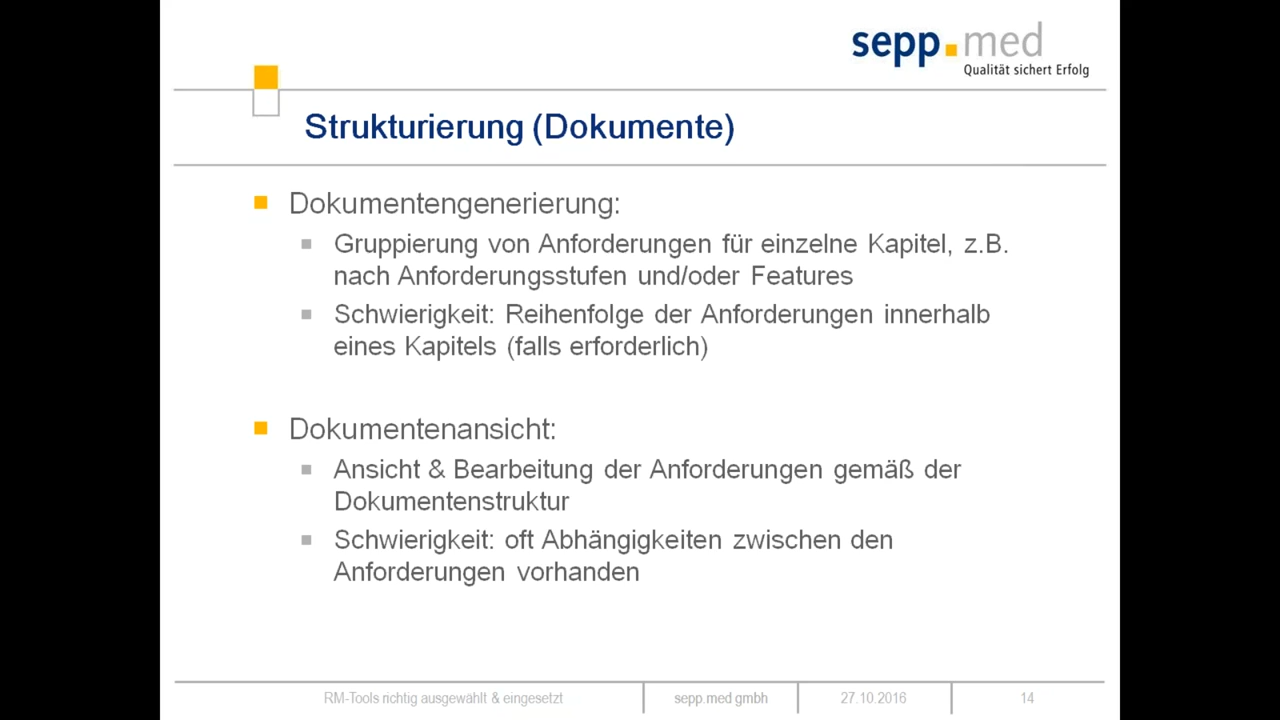 sepp.med
Qualität sichert Erfolg
Strukturierung (Dokumente)
Dokumentengenerierung:
Gruppierung von Anforderungen für einzelne Kapitel, z.B.
nach Anforderungsstufen und/oder Features
Schwierigkeit: Reihenfolge der Anforderungen innerhalb
eines Kapitels (falls erforderlich)
Dokumentenansicht:
Ansicht & Bearbeitung der Anforderungen gemäß der
Dokumentenstruktur
Schwierigkeit: oft Abhängigkeiten zwischen den
Anforderungen vorhanden
RM-Tools richtig ausgewählt & eingesetzt
sepp.med gmbh
27.10.2016
14